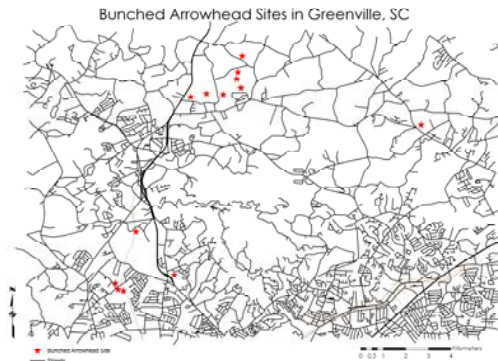 Bunched Arrowhead Sites in Greenville, SC
N
Bunched Arrowhead Site
Streets
0 0.5 1 2 3 4
Kilometers